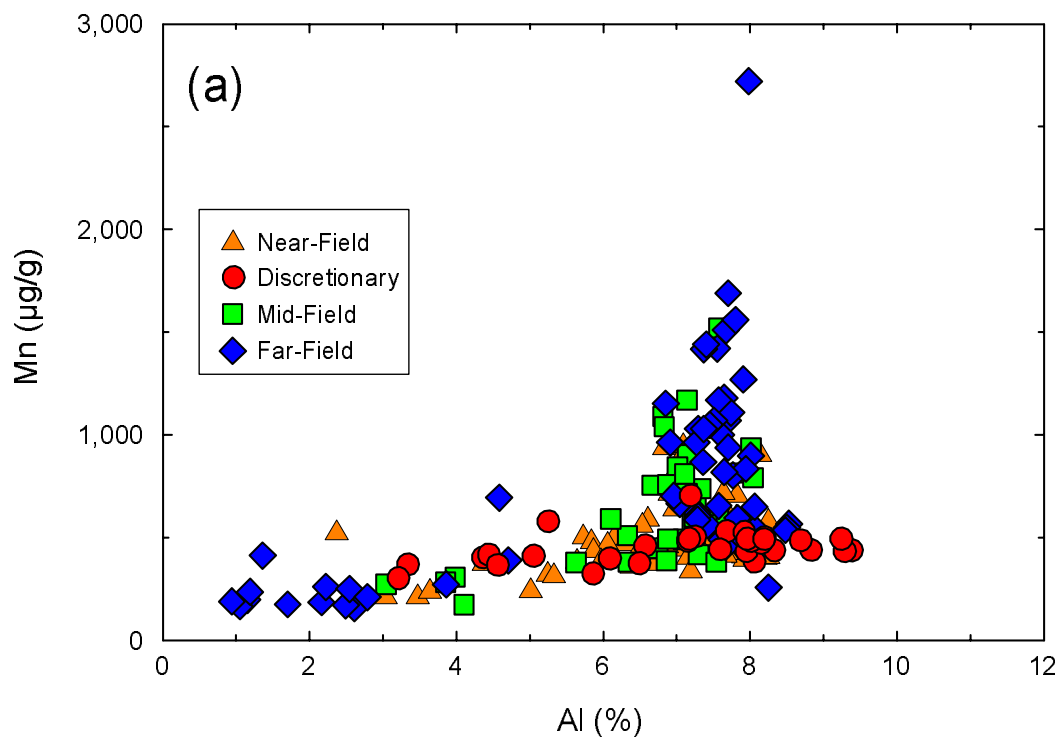 3,000
(a)
2,000
Near-Field
Discretionary
Mid-Field
Far-Field
Mn (µg/g)
1,000
0
0 2 4 6 8 10 12
Al (%)